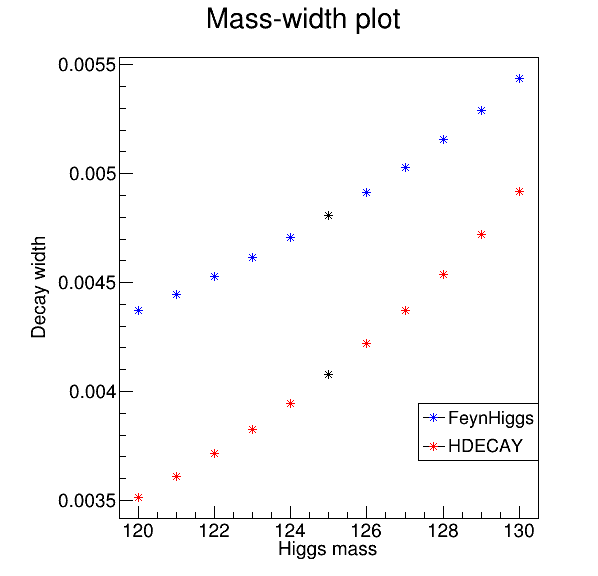 Mass-width plot
0.0055
0.005
0.0045
0.004
0.0035
Decay width
FeynHiggs
HDECAY
120 122 124 126 128 130
Higgs mass